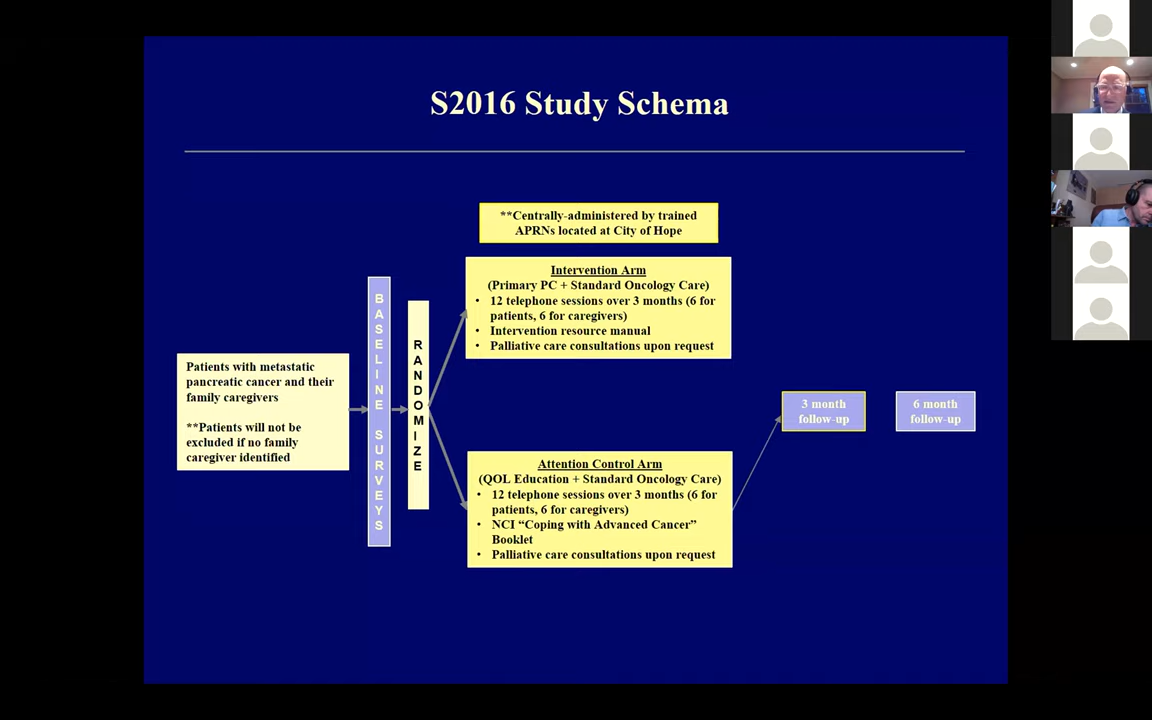 S2016 Study Schema
**Centrally-administered by trained
APRNs located at City of Hope
Intervention Arm
(Primary PC + Standard Oncology Care)
• 12 telephone sessions over 3 months (6 for
patients, 6 for caregivers)
• Intervention resource manual
• Palliative care consultations upon request
BASELINE SURVEYS
RANDOMIZE
Patients with metastatic
pancreatic cancer and their
family caregivers
**Patients will not be
excluded if no family
caregiver identified
3 month
follow-up
6 month
follow-up
Attention Control Arm
(QOL Education + Standard Oncology Care)
• 12 telephone sessions over 3 months (6 for
patients, 6 for caregivers)
• NCI “Coping with Advanced Cancer”
Booklet
• Palliative care consultations upon request